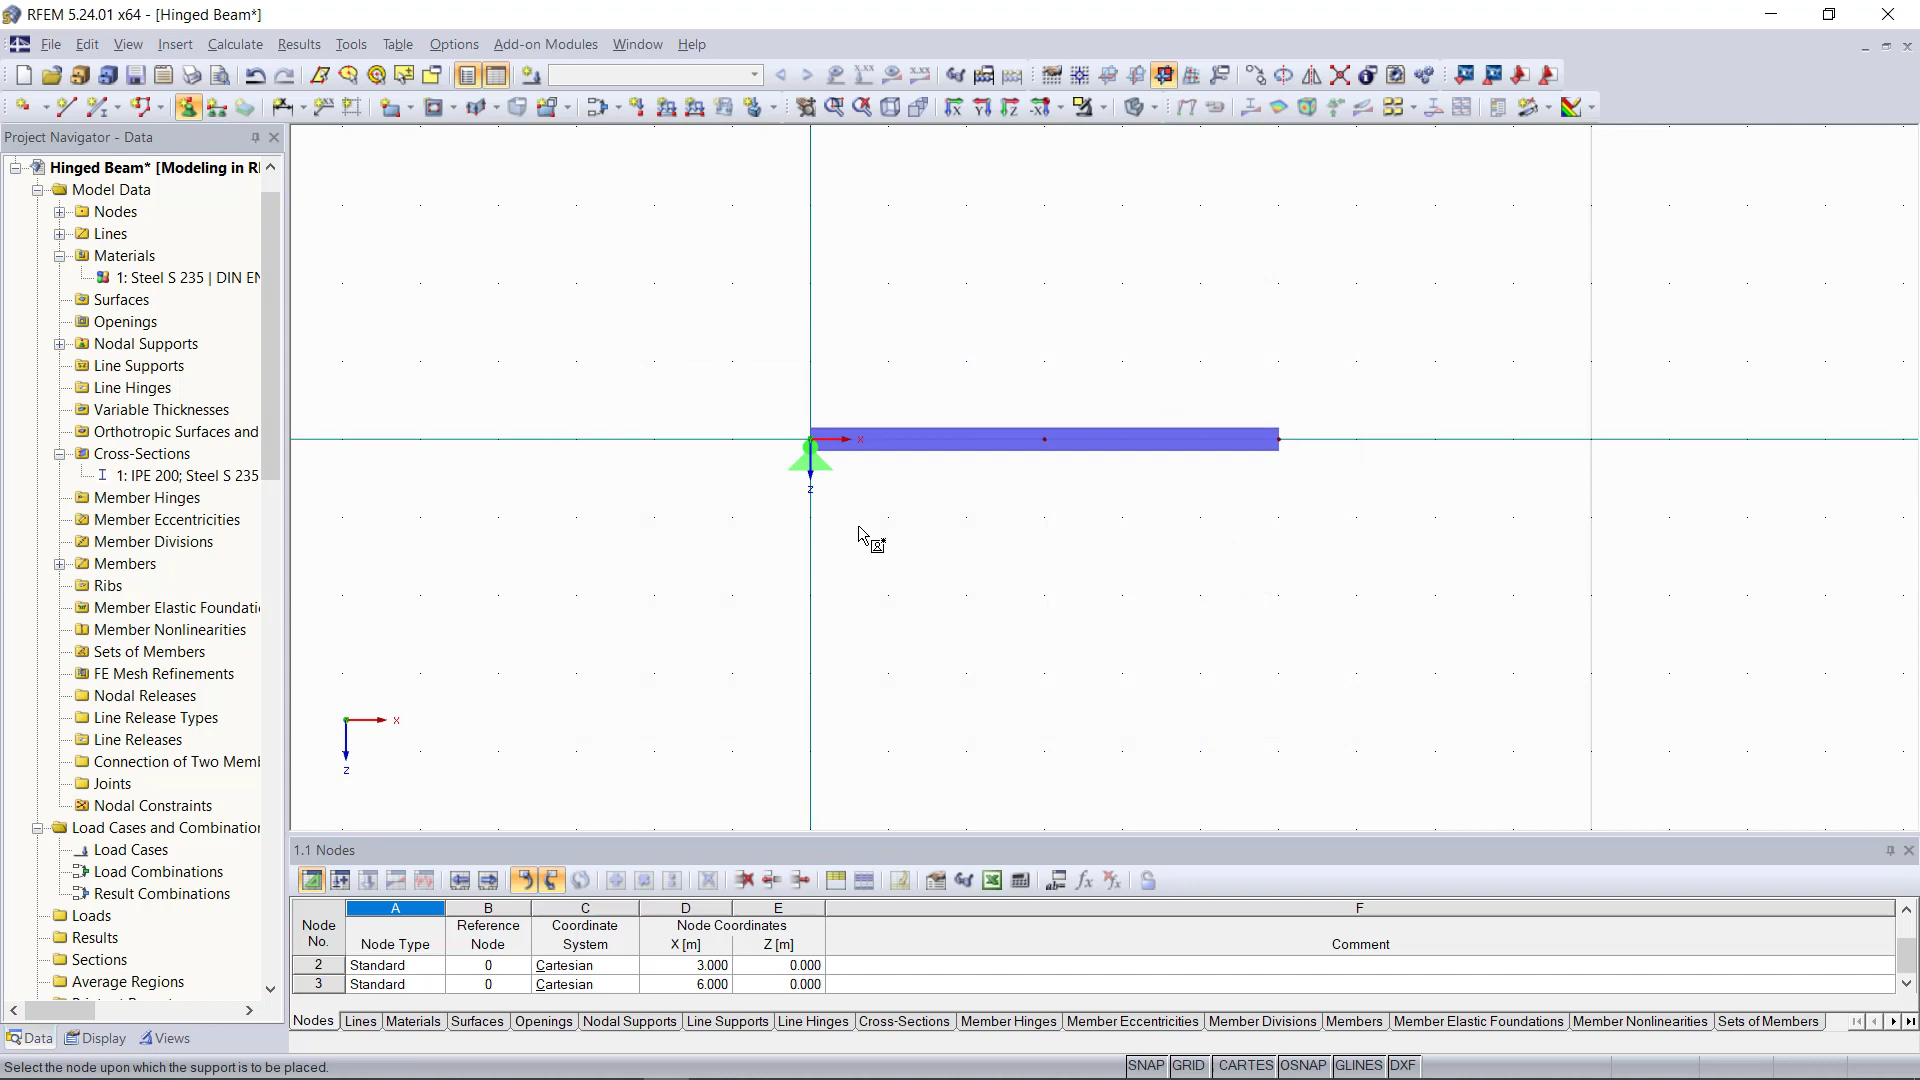 RFEM 5.24.01 x64 - [Hinged Beam*]
File Edit View Insert Calculate Results Tools Table Options Add-on Modules Window Help
Project Navigator - Data
Hinged Beam* [Modeling in RF
Model Data
Nodes
Lines
Materials
1: Steel S 235 | DIN EN
Surfaces
Openings
Nodal Supports
Line Supports
Line Hinges
Variable Thicknesses
Orthotropic Surfaces and
Cross-Sections
1: IPE 200; Steel S 235
Member Hinges
Member Eccentricities
Member Divisions
Members
Ribs
Member Elastic Foundati
Member Nonlinearities
Sets of Members
FE Mesh Refinements
Nodal Releases
Line Release Types
Line Releases
Connection of Two Memb
Joints
Nodal Constraints
Load Cases and Combination
Load Cases
Load Combinations
Result Combinations
Loads
Results
Sections
Average Regions
Data Display Views
x
z
x
z
1.1 Nodes
A B C D E F
Node No. Node Type Reference Node Coordinate System Node Coordinates X [m] Z [m] Comment
2 Standard 0 Cartesian 3.000 0.000
3 Standard 0 Cartesian 6.000 0.000
Nodes Lines Materials Surfaces Openings Nodal Supports Line Supports Line Hinges Cross-Sections Member Hinges Member Eccentricities Member Divisions Members Member Elastic Foundations Member Nonlinearities Sets of Members
Select the node upon which the support is to be placed.
SNAP GRID CARTES OSNAP GLINES DXF